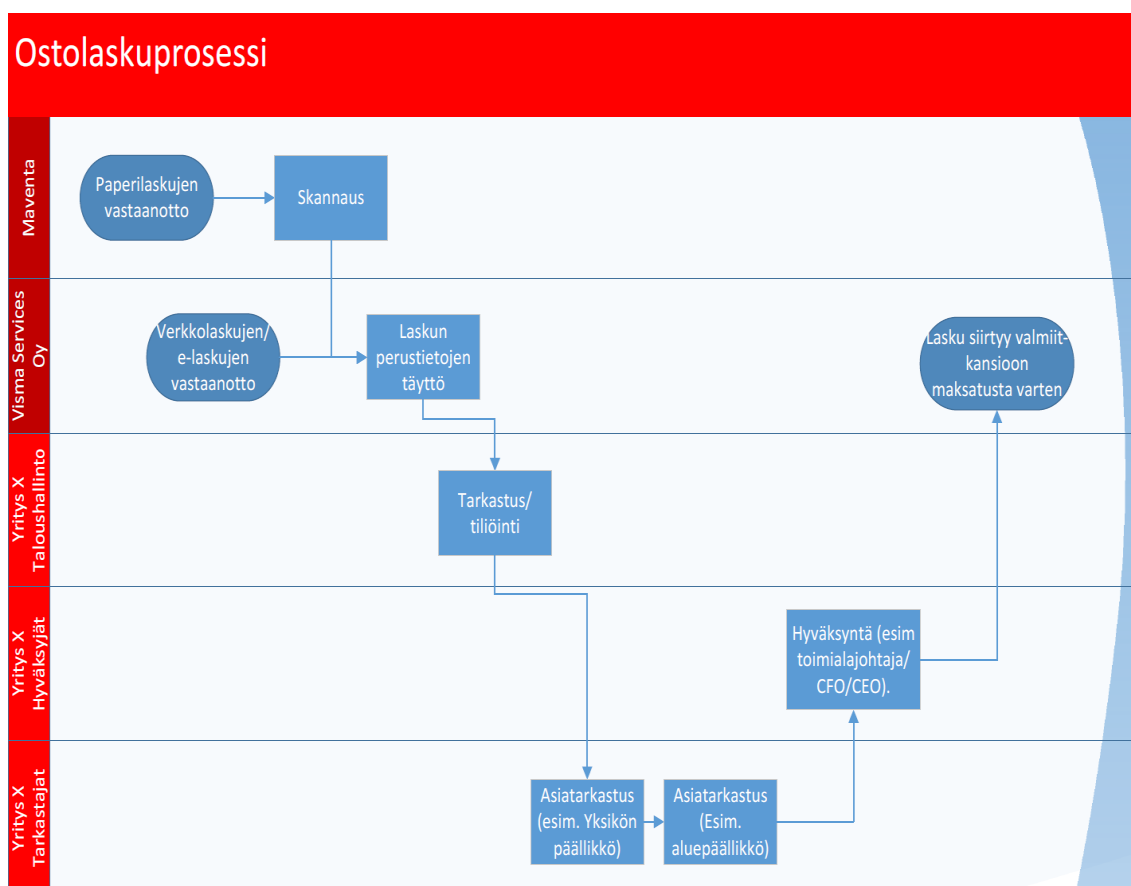 Ostolaskuprosessi
Maventa
Paperilaskujen
vastaanotto
Skannaus
Visma Services
Oy
Verkkolaskujen/
e-laskujen
vastaanotto
Laskun
perustietojen
täyttö
Lasku siirtyy valmiit-
kansioon
maksatusta varten
Yritys X
Taloushallinto
Tarkastus/
tiliöinti
Yritys X
Hyväksyjät
Hyväksyntä (esim
toimialajohtaja/
CFO/CEO).
Yritys X
Tarkastajat
Asiatarkastus
(esim. Yksikön
päällikkö)
Asiatarkastus
(Esim.
aluepäällikkö)